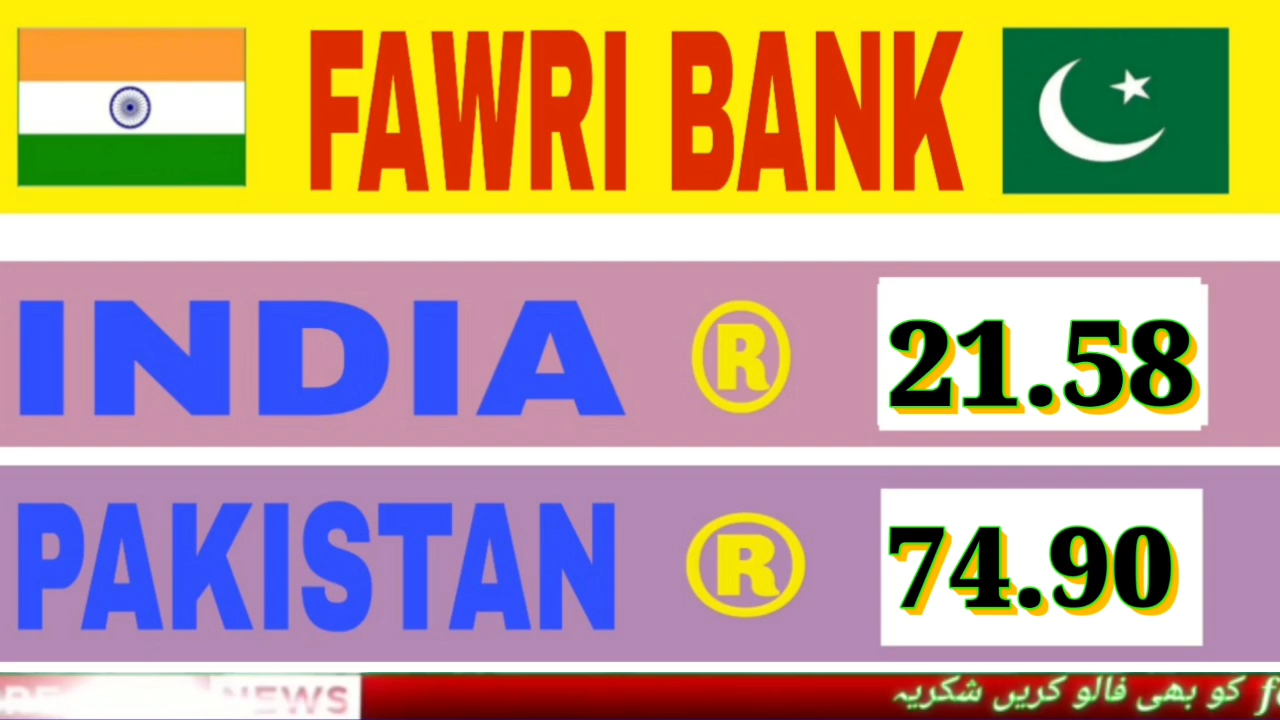 FAWRI BANK
INDIA ® 21.58
PAKISTAN ® 74.90
NEWS
کو بھی فالو کریں شکریہ